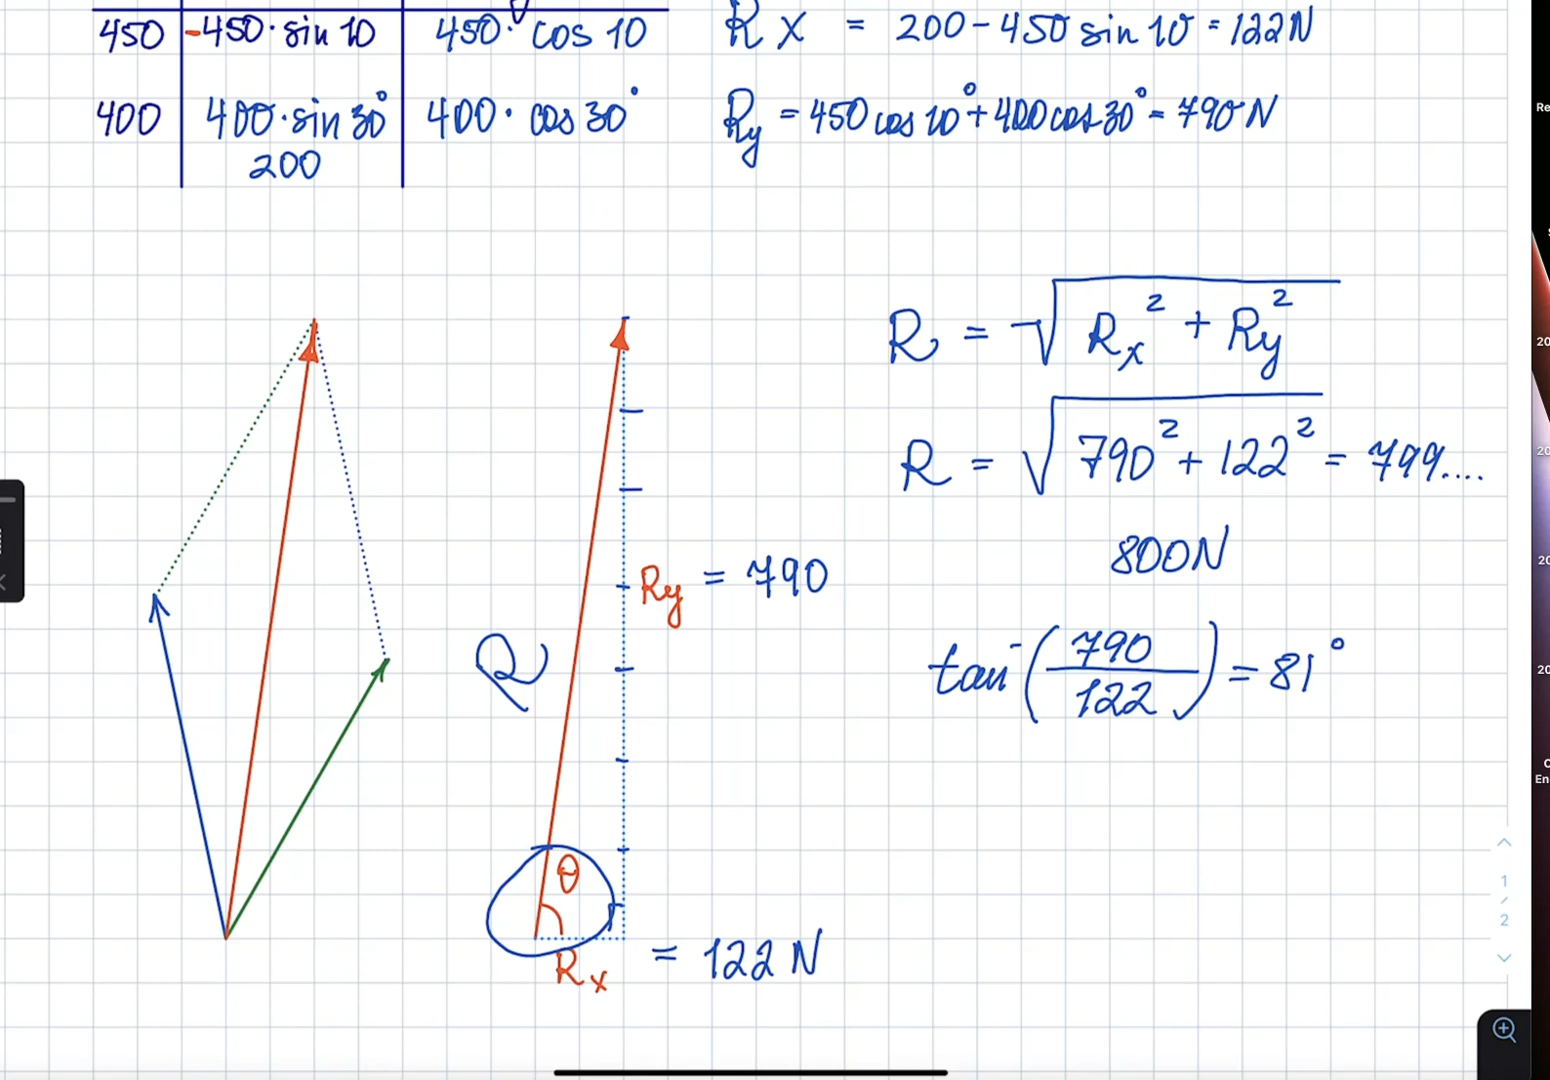 450 -450·sin 10 450·cos 10 Rx = 200-450 sin 10° = 122N
400 400·sin 30° 400·cos 30° Ry = 450 cos 10° + 400 cos 30° = 790 N
200
R = √Rx² + Ry²
R = √790² + 122² = 799....
800N
Ry = 790
R
tan⁻(790/122) = 81°
θ
Rx = 122 N
1
2